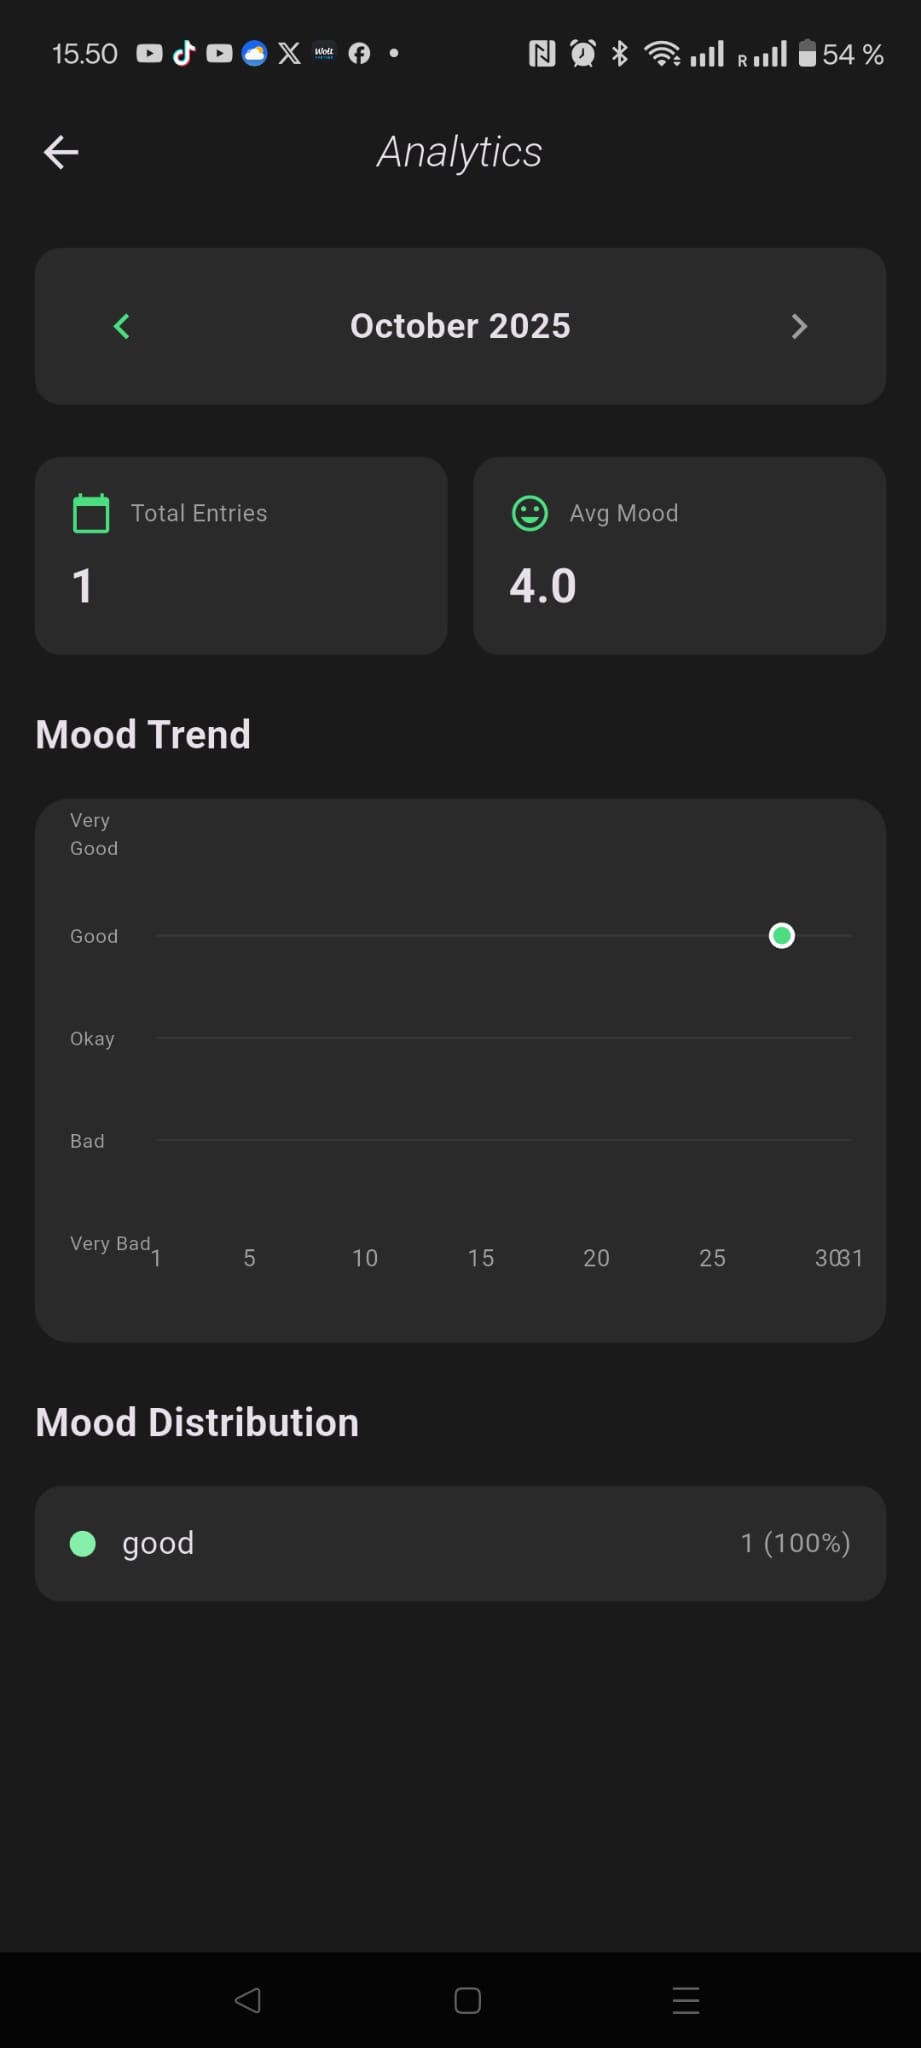 15.50 Wolt R 54 %
Analytics
October 2025
Total Entries
1
Avg Mood
4.0
Mood Trend
Very
Good
Good
Okay
Bad
Very Bad
1 5 10 15 20 25 30 31
Mood Distribution
good 1 (100%)